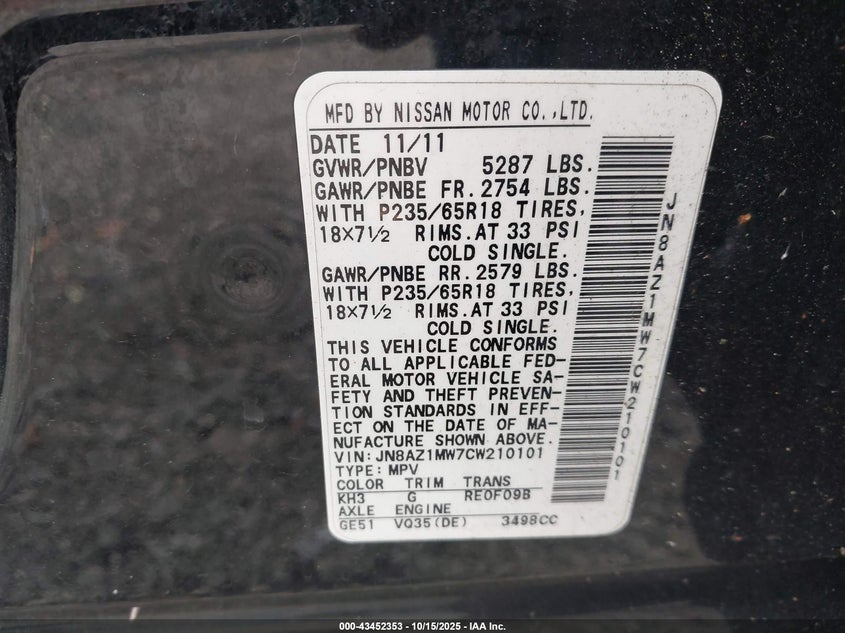 MFD BY NISSAN MOTOR CO.,LTD.
DATE 11/11
GVWR/PNBV 5287 LBS.
GAWR/PNBE FR. 2754 LBS.
WITH P235/65R18 TIRES,
18×7½ RIMS. AT 33 PSI
COLD SINGLE.
GAWR/PNBE RR. 2579 LBS.
WITH P235/65R18 TIRES,
18×7½ RIMS. AT 33 PSI
COLD SINGLE.
THIS VEHICLE CONFORMS
TO ALL APPLICABLE FED-
ERAL MOTOR VEHICLE SA-
FETY AND THEFT PREVEN-
TION STANDARDS IN EFF-
ECT ON THE DATE OF MA-
NUFACTURE SHOWN ABOVE.
VIN: JN8AZ1MW7CW210101
TYPE: MPV
COLOR TRIM TRANS
KH3 G RE0F09B
AXLE ENGINE
GE51 VQ35(DE) 3498CC
JN8AZ1MW7CW210101
000-43452353 - 10/15/2025 - IAA Inc.